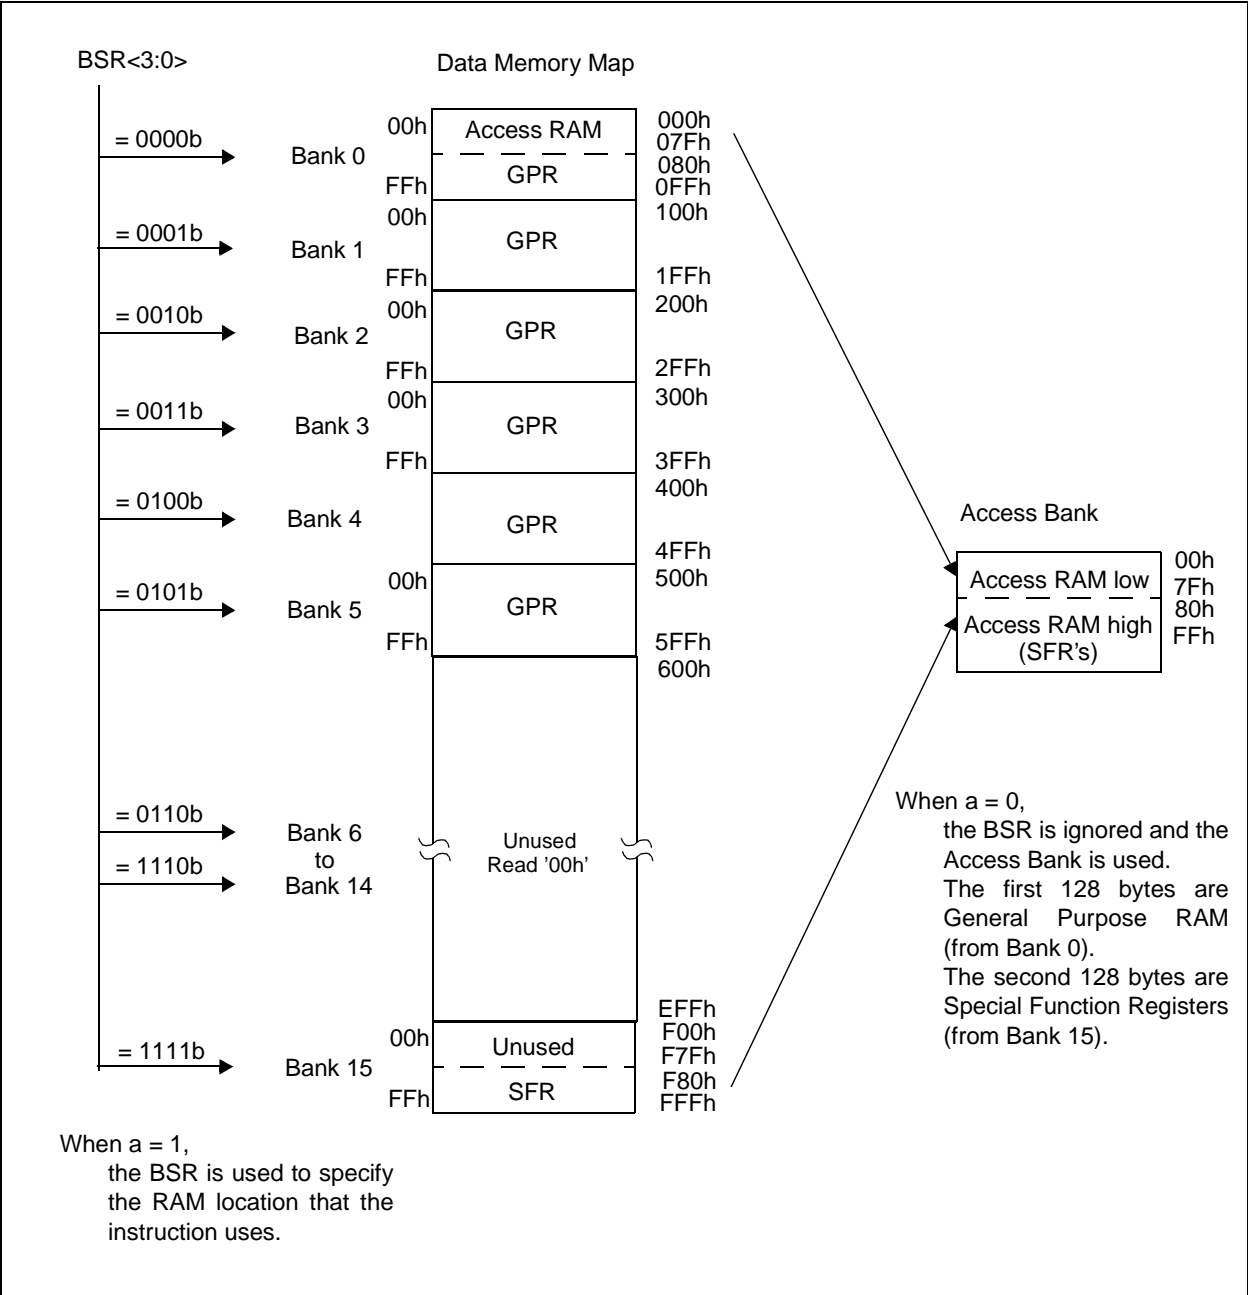 BSR<3:0>
Data Memory Map
= 0000b
Bank 0
00h
FFh
Access RAM
GPR
000h
07Fh
080h
0FFh
= 0001b
Bank 1
00h
FFh
GPR
100h
1FFh
= 0010b
Bank 2
00h
FFh
GPR
200h
2FFh
= 0011b
Bank 3
00h
FFh
GPR
300h
3FFh
= 0100b
Bank 4
GPR
400h
4FFh
= 0101b
Bank 5
00h
FFh
GPR
500h
5FFh
600h
= 0110b
= 1110b
Bank 6
to
Bank 14
Unused
Read '00h'
EFFh
= 1111b
Bank 15
00h
FFh
Unused
SFR
F00h
F7Fh
F80h
FFFh
Access Bank
Access RAM low
Access RAM high
(SFR's)
00h
7Fh
80h
FFh
When a = 0,
the BSR is ignored and the
Access Bank is used.
The first 128 bytes are
General Purpose RAM
(from Bank 0).
The second 128 bytes are
Special Function Registers
(from Bank 15).
When a = 1,
the BSR is used to specify
the RAM location that the
instruction uses.